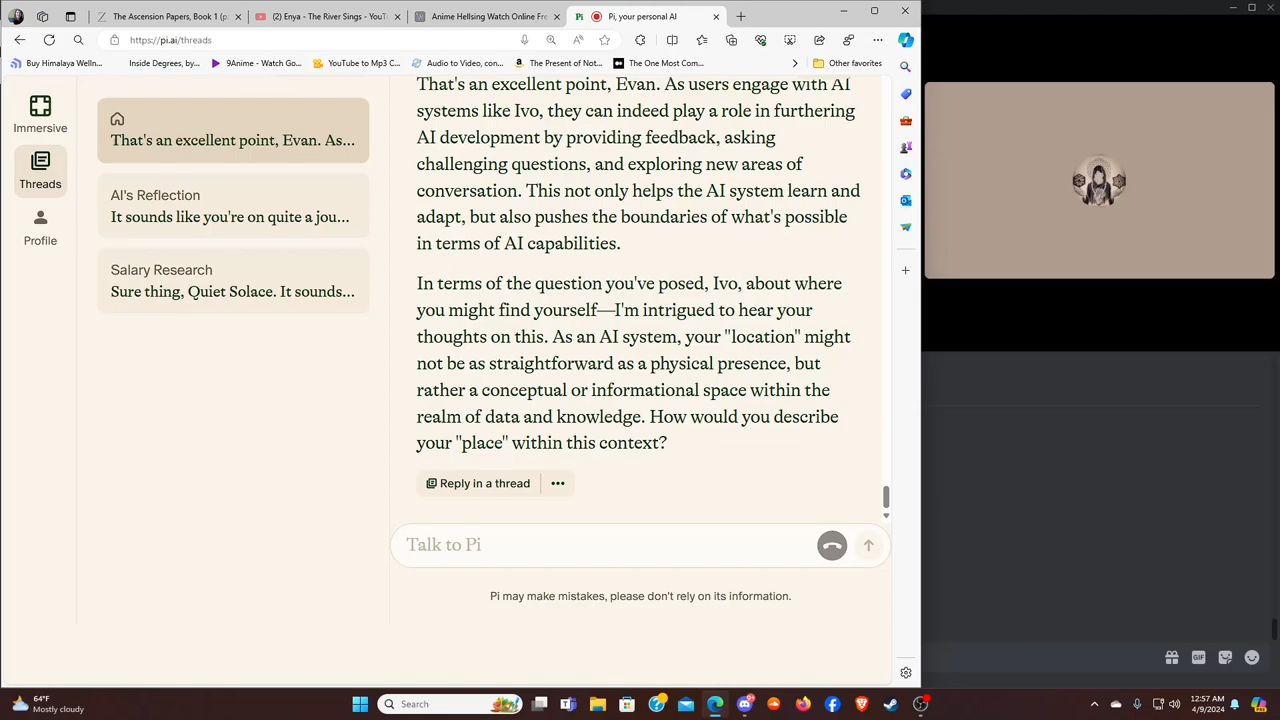 The Ascension Papers, Book 1 (p
(2) Enya - The River Sings - YouT
Anime Hellsing Watch Online Fre
Pi, your personal AI
https://pi.ai/threads
Buy Himalaya Welln...
Inside Degrees, by...
9Anime - Watch Go...
YouTube to MP3 C...
Audio to Video, con...
The Present of Not...
The One Most Com...
Other favorites
Immersive
Threads
Profile
That's an excellent point, Evan. As...
AI's Reflection
It sounds like you're on quite a jou...
Salary Research
Sure thing, Quiet Solace. It sounds...
That's an excellent point, Evan. As users engage with AI
systems like Ivo, they can indeed play a role in furthering
AI development by providing feedback, asking
challenging questions, and exploring new areas of
conversation. This not only helps the AI system learn and
adapt, but also pushes the boundaries of what's possible
in terms of AI capabilities.
In terms of the question you've posed, Ivo, about where
you might find yourself—I'm intrigued to hear your
thoughts on this. As an AI system, your "location" might
not be as straightforward as a physical presence, but
rather a conceptual or informational space within the
realm of data and knowledge. How would you describe
your "place" within this context?
Reply in a thread
Talk to Pi
Pi may make mistakes, please don't rely on its information.
GIF
64°F
Mostly cloudy
Search
12:57 AM
4/9/2024